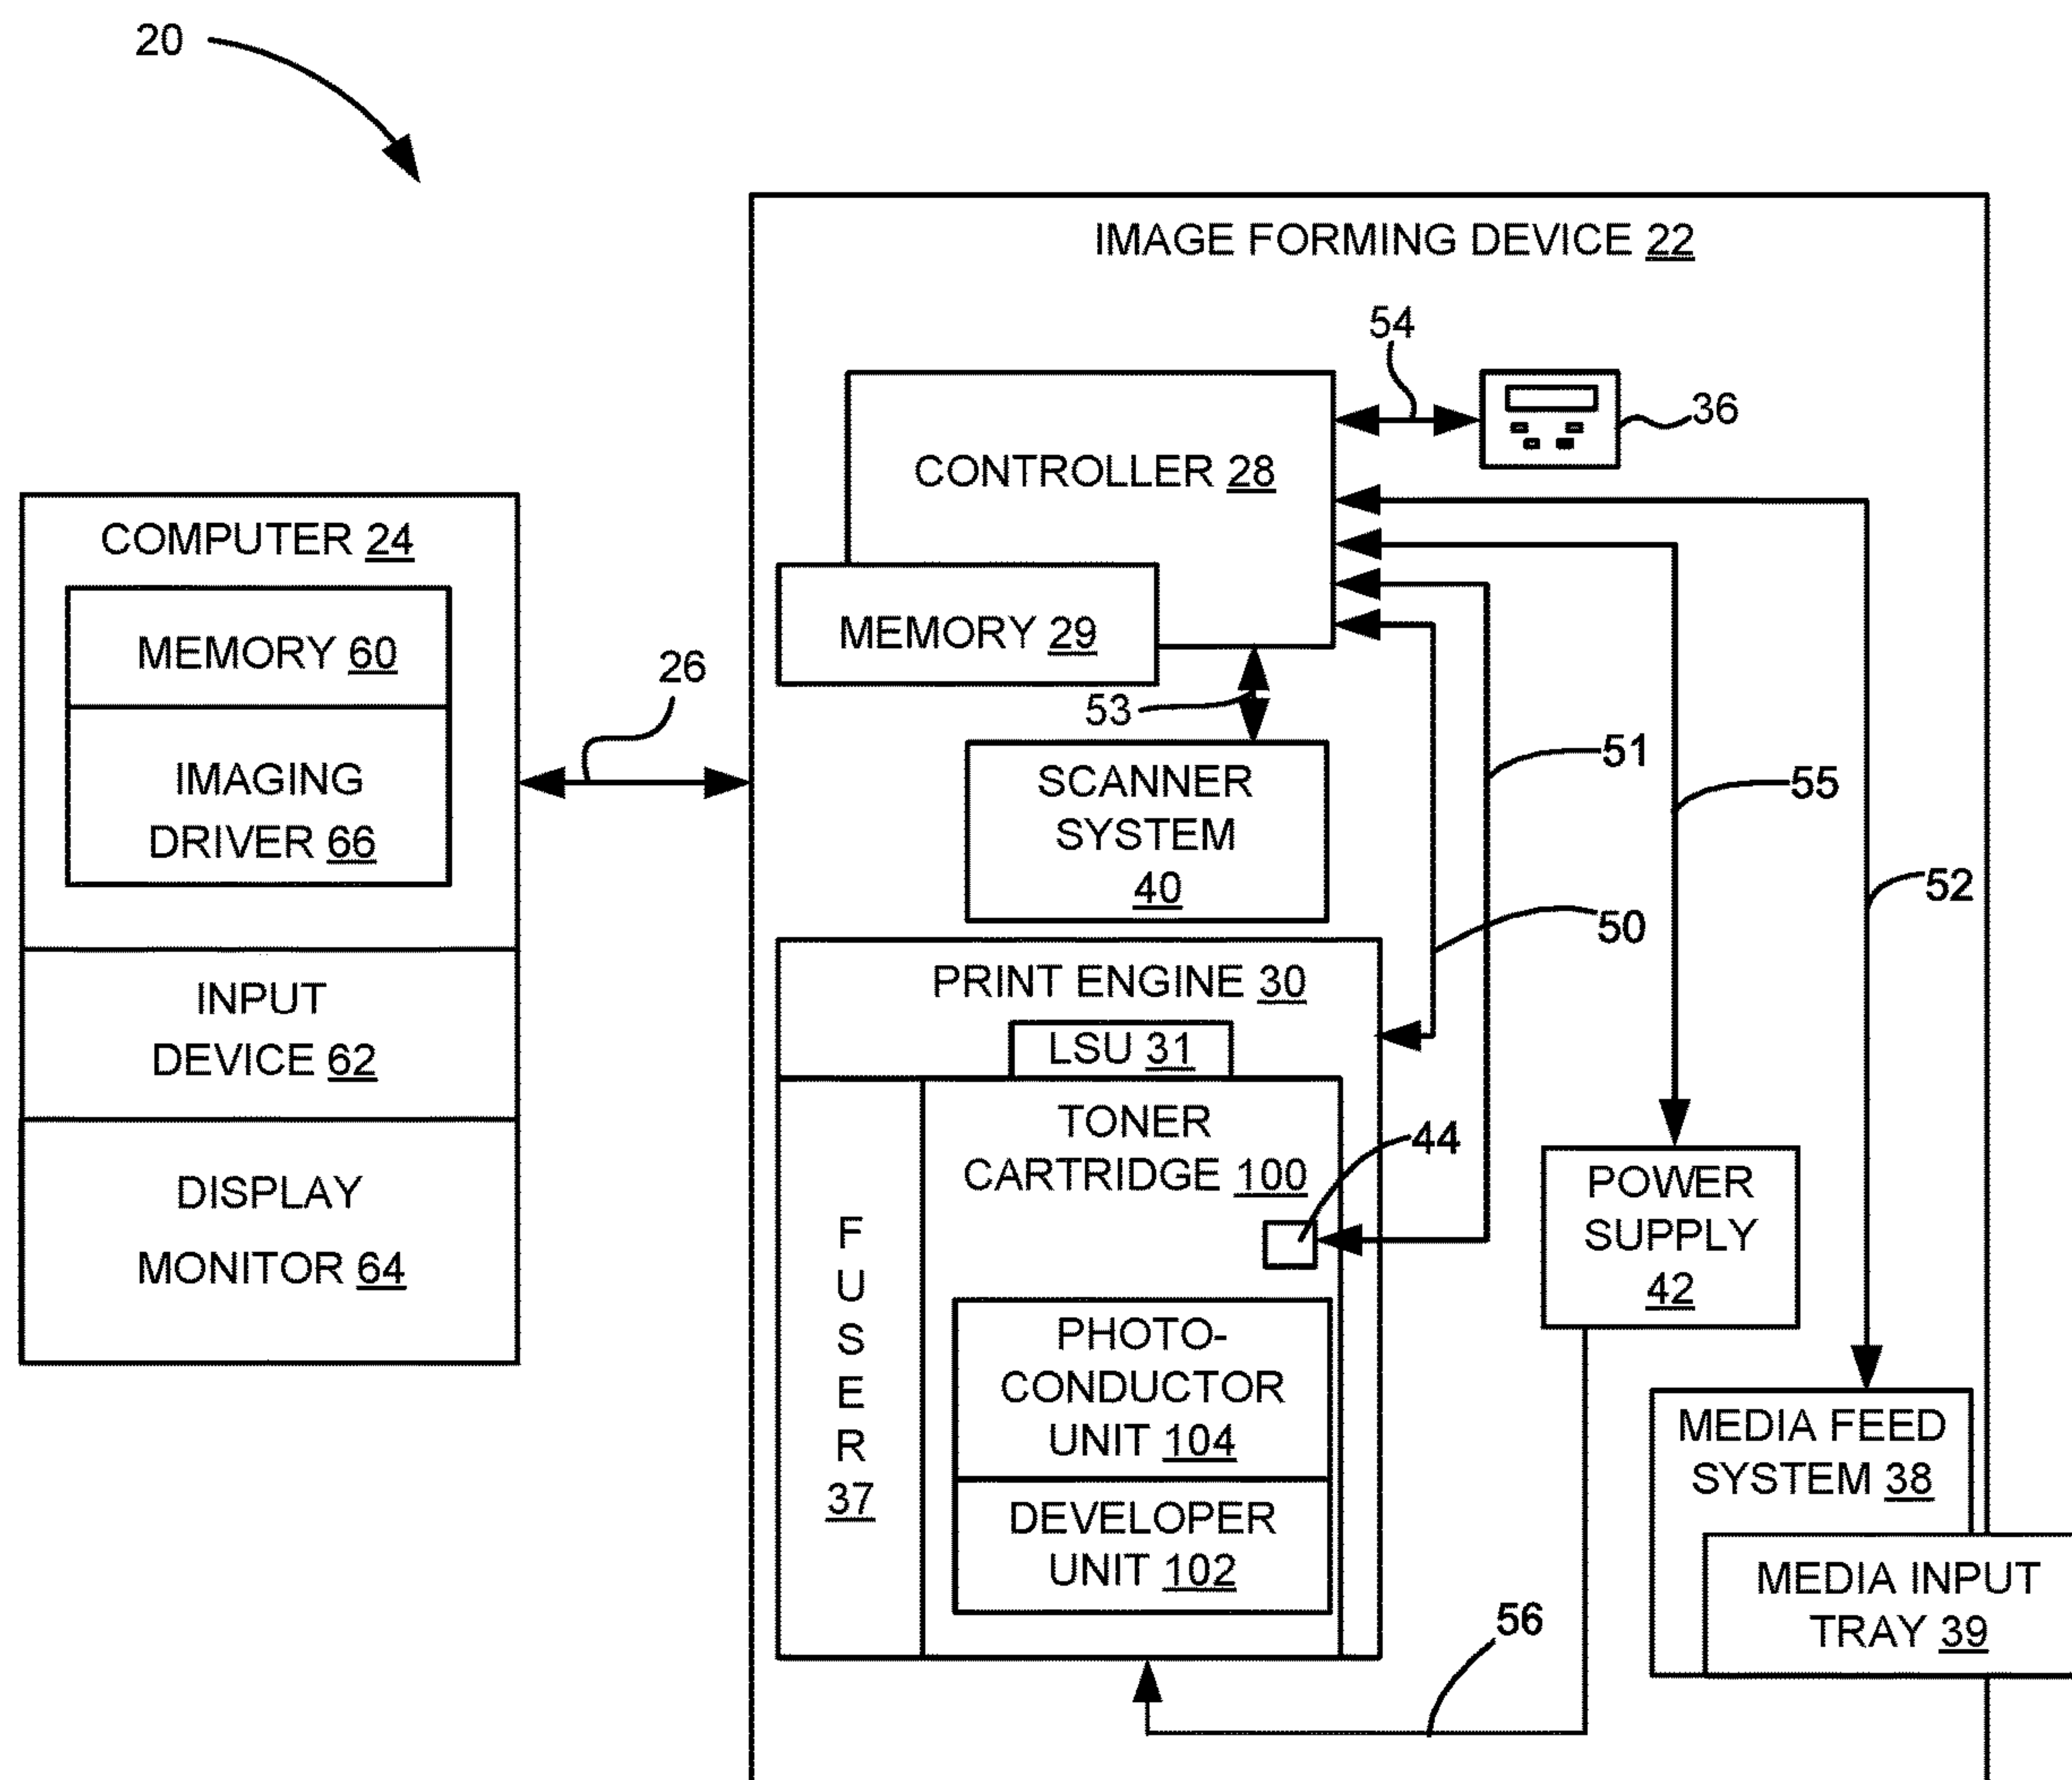 20
IMAGE FORMING DEVICE 22
54
36
CONTROLLER 28
MEMORY 29
53
COMPUTER 24
MEMORY 60
IMAGING
DRIVER 66
INPUT
DEVICE 62
DISPLAY
MONITOR 64
26
SCANNER
SYSTEM
40
51
55
52
50
PRINT ENGINE 30
LSU 31
TONER
CARTRIDGE 100
44
F
U
S
E
R
37
PHOTO-
CONDUCTOR
UNIT 104
DEVELOPER
UNIT 102
POWER
SUPPLY
42
MEDIA FEED
SYSTEM 38
MEDIA INPUT
TRAY 39
56